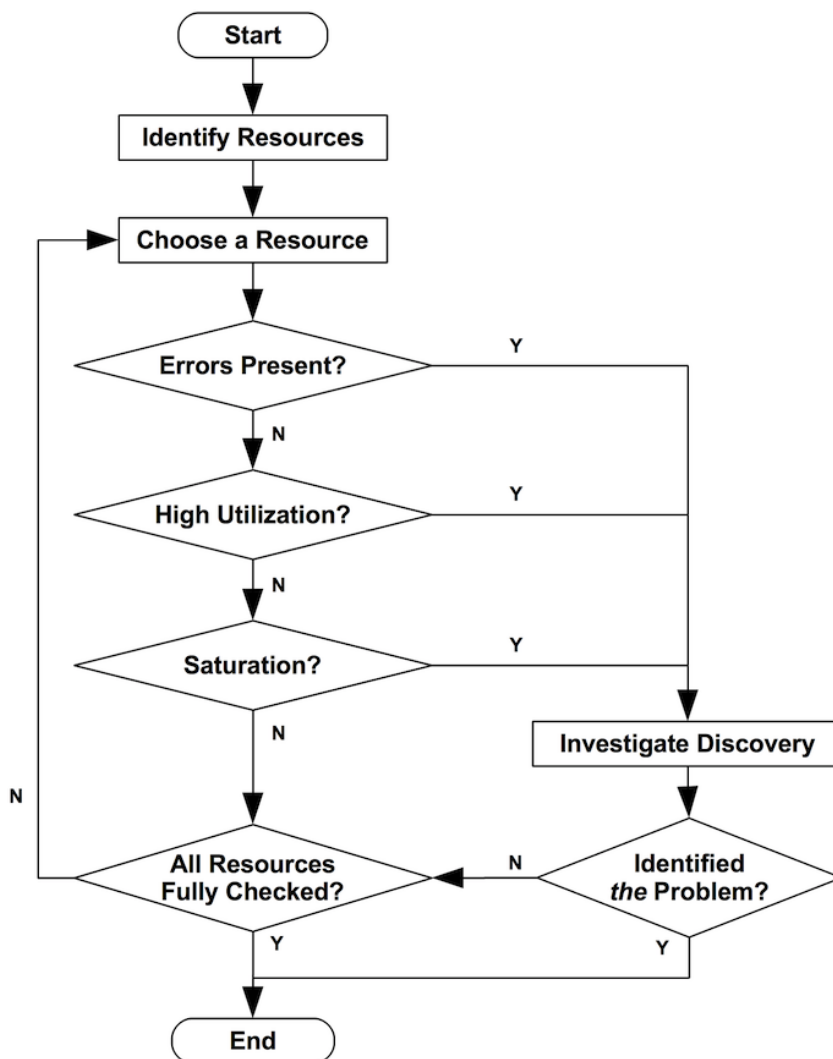 Start
Identify Resources
Choose a Resource
Errors Present?
Y
N
High Utilization?
Y
N
Saturation?
Y
N
Investigate Discovery
N
All Resources
Fully Checked?
N
Identified
the Problem?
Y
Y
End